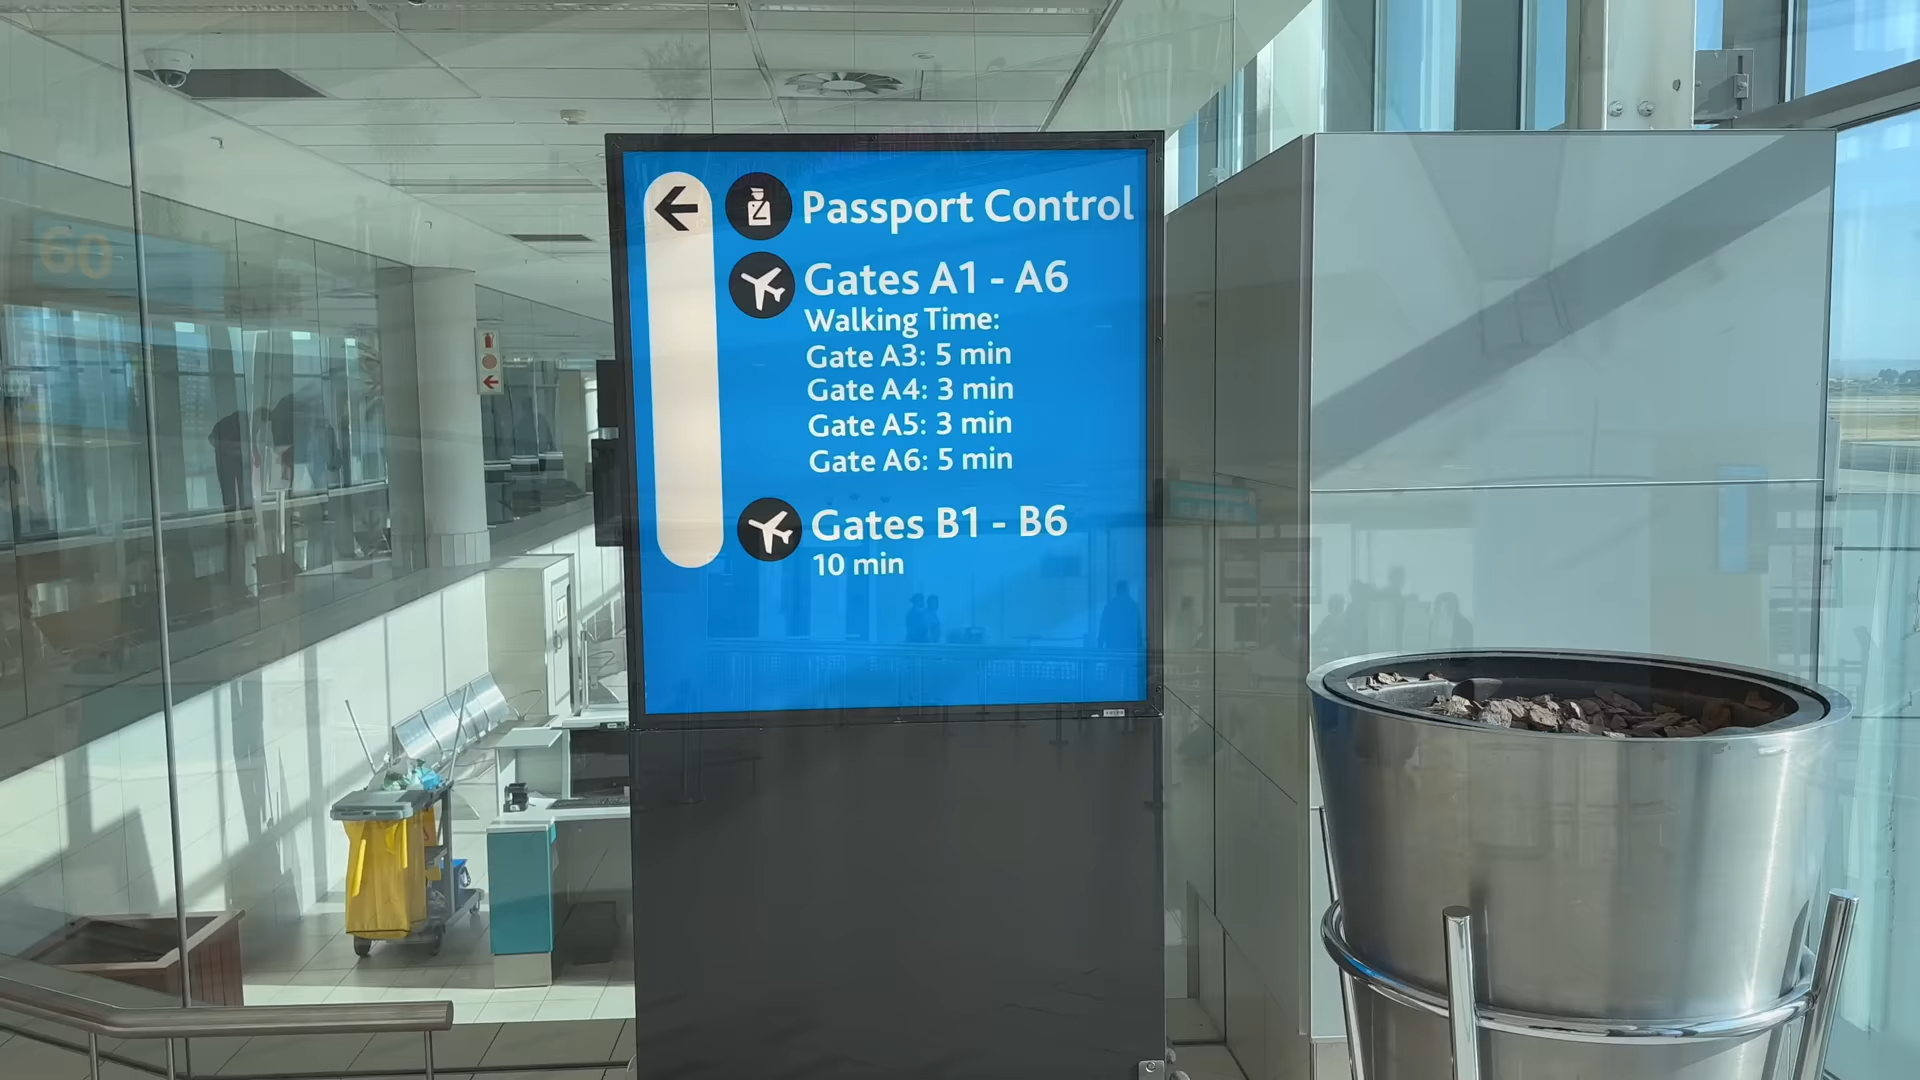 60
Passport Control
Gates A1 - A6
Walking Time:
Gate A3: 5 min
Gate A4: 3 min
Gate A5: 3 min
Gate A6: 5 min
Gates B1 - B6
10 min